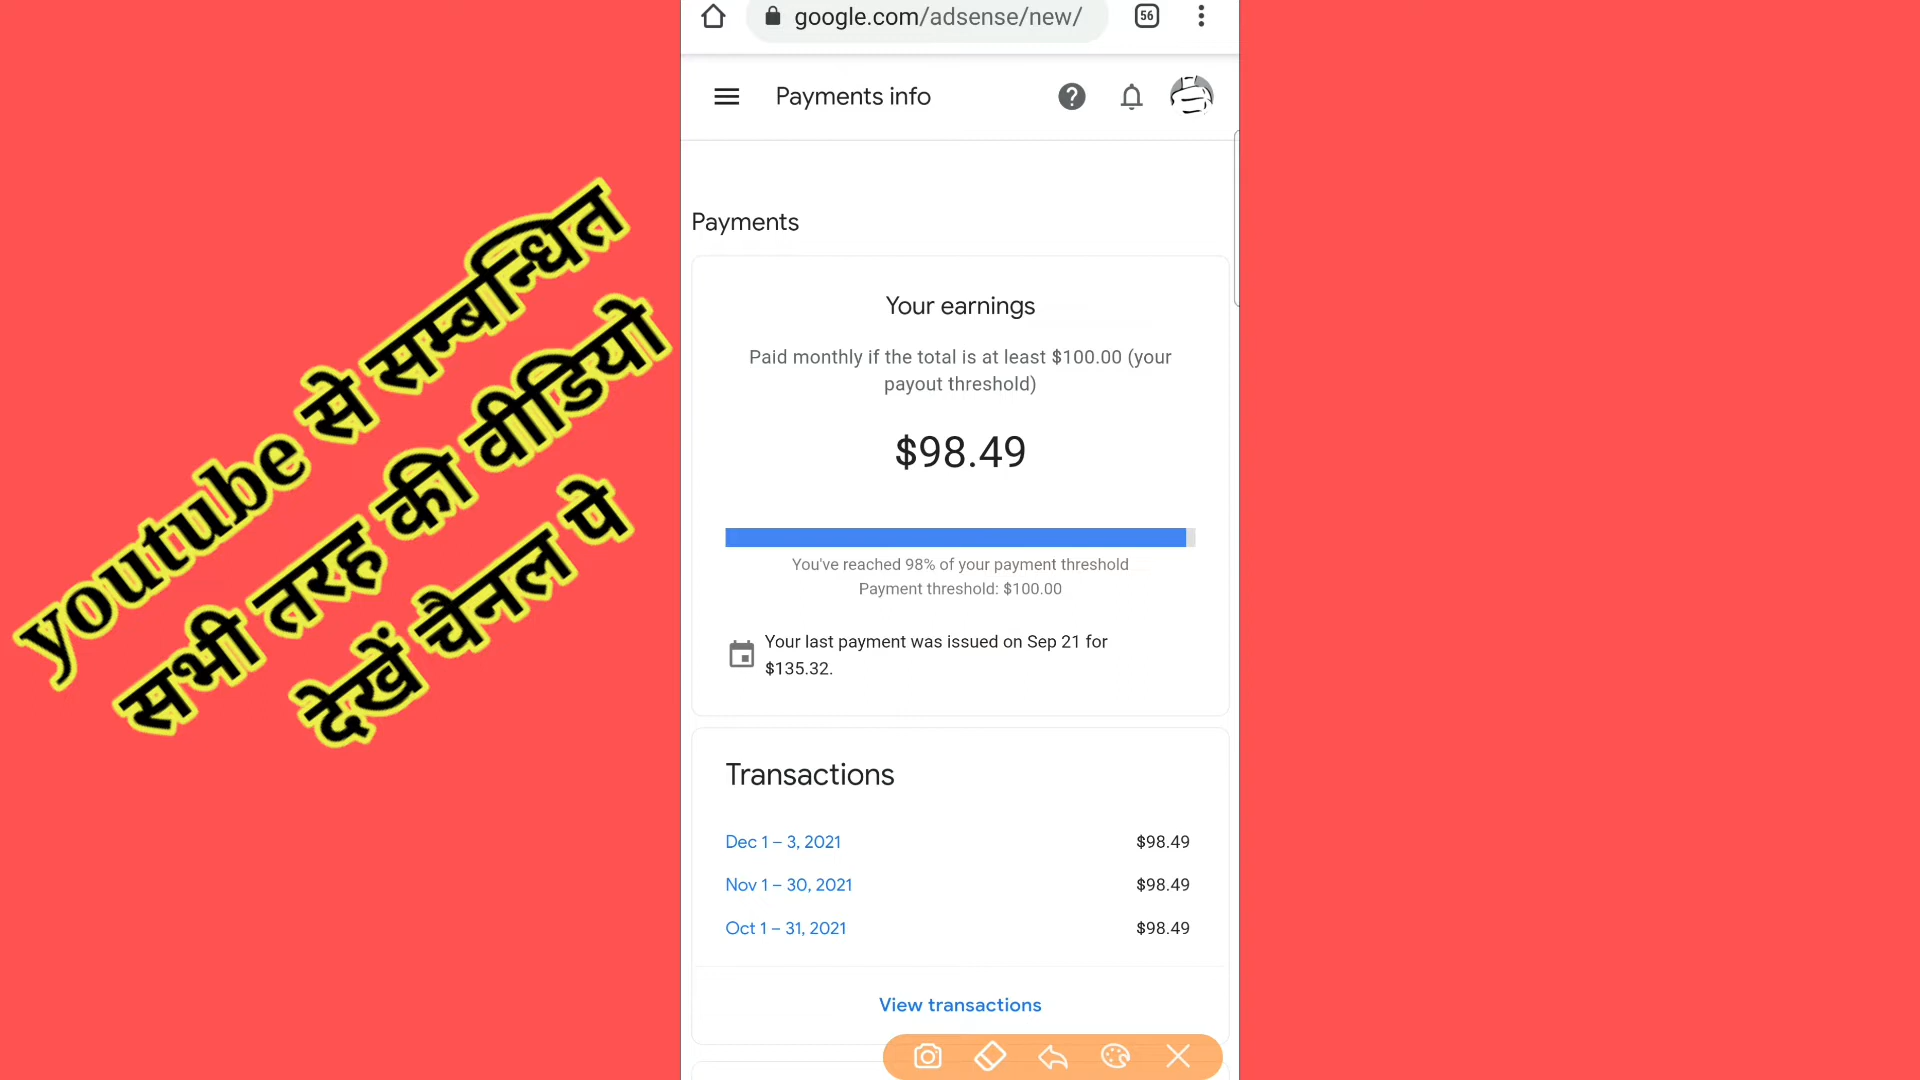 google.com/adsense/new/
56
Payments info
youtube से सम्बन्धित
सभी तरह की वीडियो
देखें चैनल पे
Payments
Your earnings
Paid monthly if the total is at least $100.00 (your
payout threshold)
$98.49
You've reached 98% of your payment threshold
Payment threshold: $100.00
Your last payment was issued on Sep 21 for
$135.32.
Transactions
Dec 1 – 3, 2021 $98.49
Nov 1 – 30, 2021 $98.49
Oct 1 – 31, 2021 $98.49
View transactions